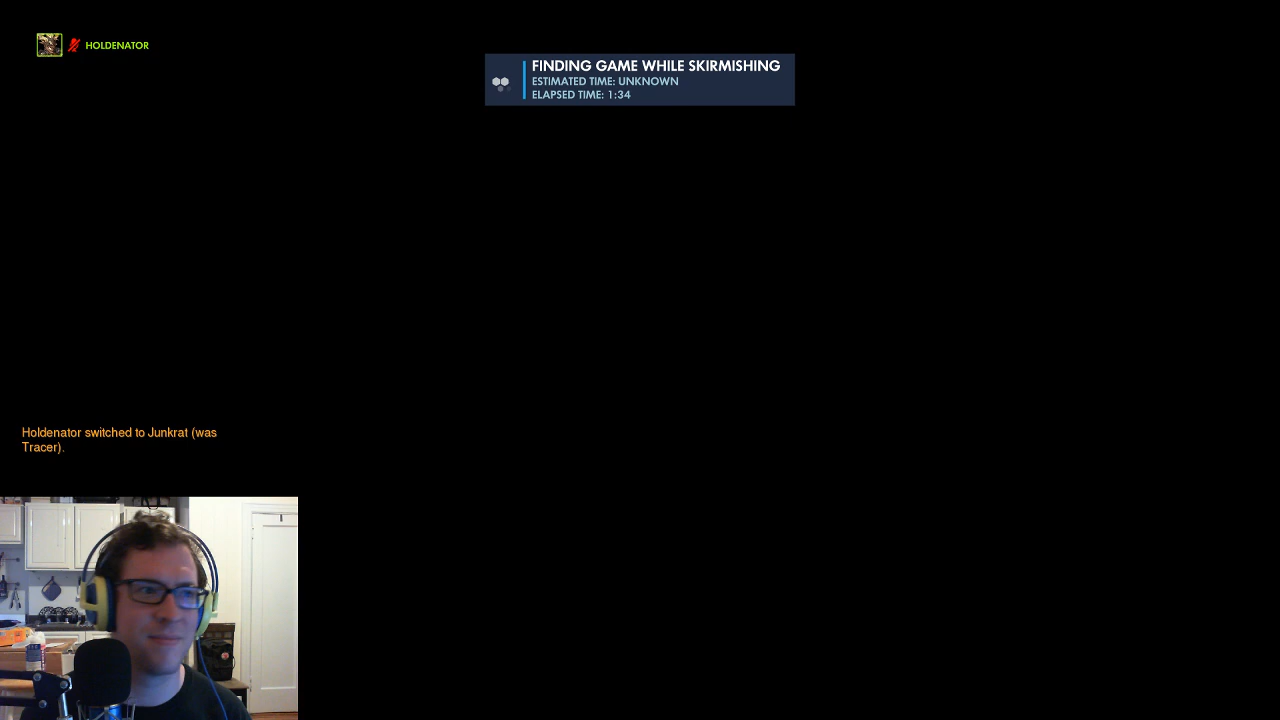 HOLDENATOR
FINDING GAME WHILE SKIRMISHING
ESTIMATED TIME: UNKNOWN
ELAPSED TIME: 1:34
Holdenator switched to Junkrat (was
Tracer).